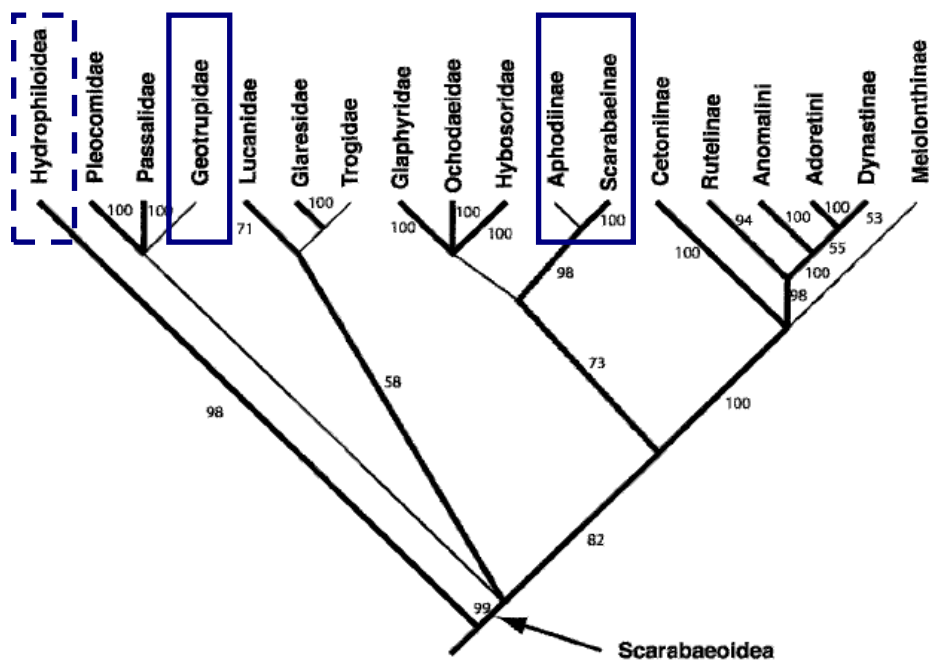 Hydrophiloidea
Pleocomidae
Passalidae
Geotrupidae
Lucanidae
Glaresidae
Trogidae
Glaphyridae
Ochodaeidae
Hybosoridae
Aphodiinae
Scarabaeinae
Cetoniinae
Rutelinae
Anomalini
Adoretini
Dynastinae
Melolonthinae
100
100
71
100
100
100
100
100
98
100
94
100
100
53
55
100
98
73
58
98
100
82
99
Scarabaeoidea